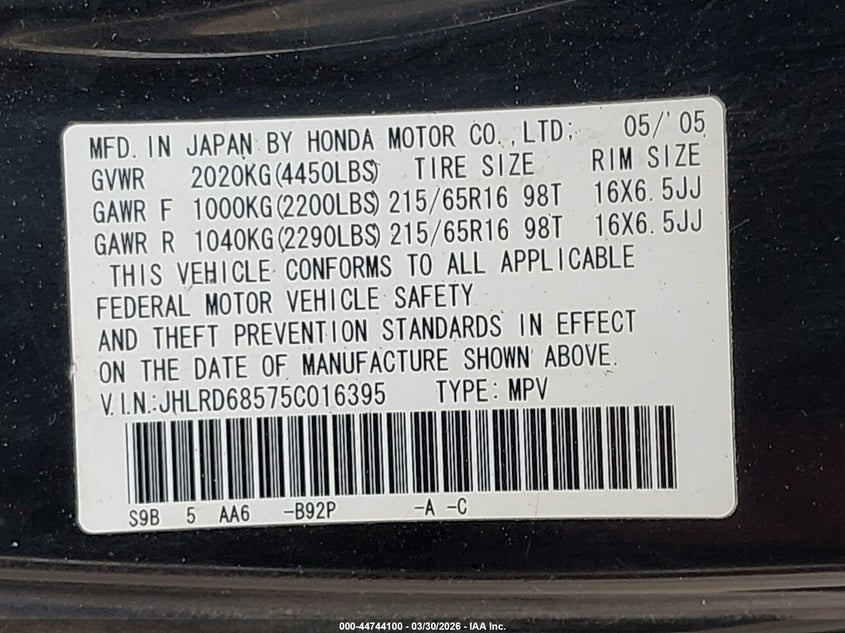 MFD. IN JAPAN BY HONDA MOTOR CO.,LTD; 05/'05
GVWR 2020KG(4450LBS) TIRE SIZE RIM SIZE
GAWR F 1000KG(2200LBS) 215/65R16 98T 16X6.5JJ
GAWR R 1040KG(2290LBS) 215/65R16 98T 16X6.5JJ
THIS VEHICLE CONFORMS TO ALL APPLICABLE
FEDERAL MOTOR VEHICLE SAFETY
AND THEFT PREVENTION STANDARDS IN EFFECT
ON THE DATE OF MANUFACTURE SHOWN ABOVE.
V.I.N.:JHLRD68575C016395 TYPE: MPV
S9B 5 AA6 -B92P -A -C
000-44744100 - 03/30/2026 - IAA Inc.